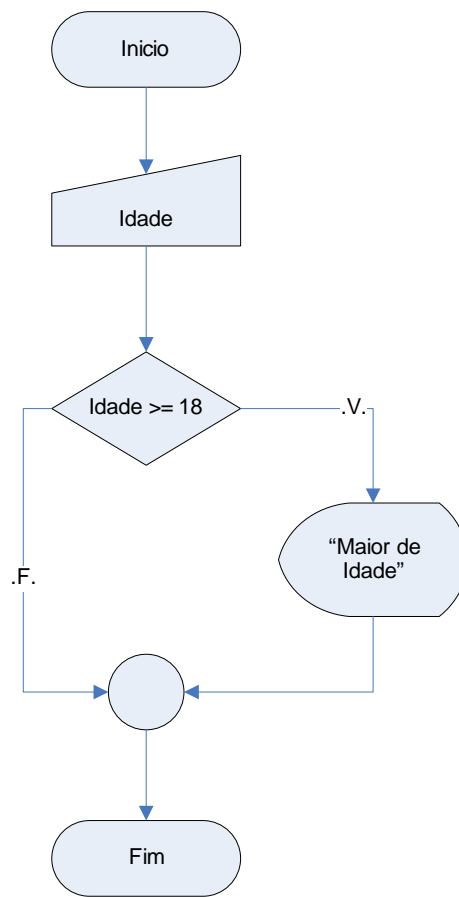 Inicio
Idade
Idade >= 18
.V.
“Maior de
Idade”
.F.
Fim